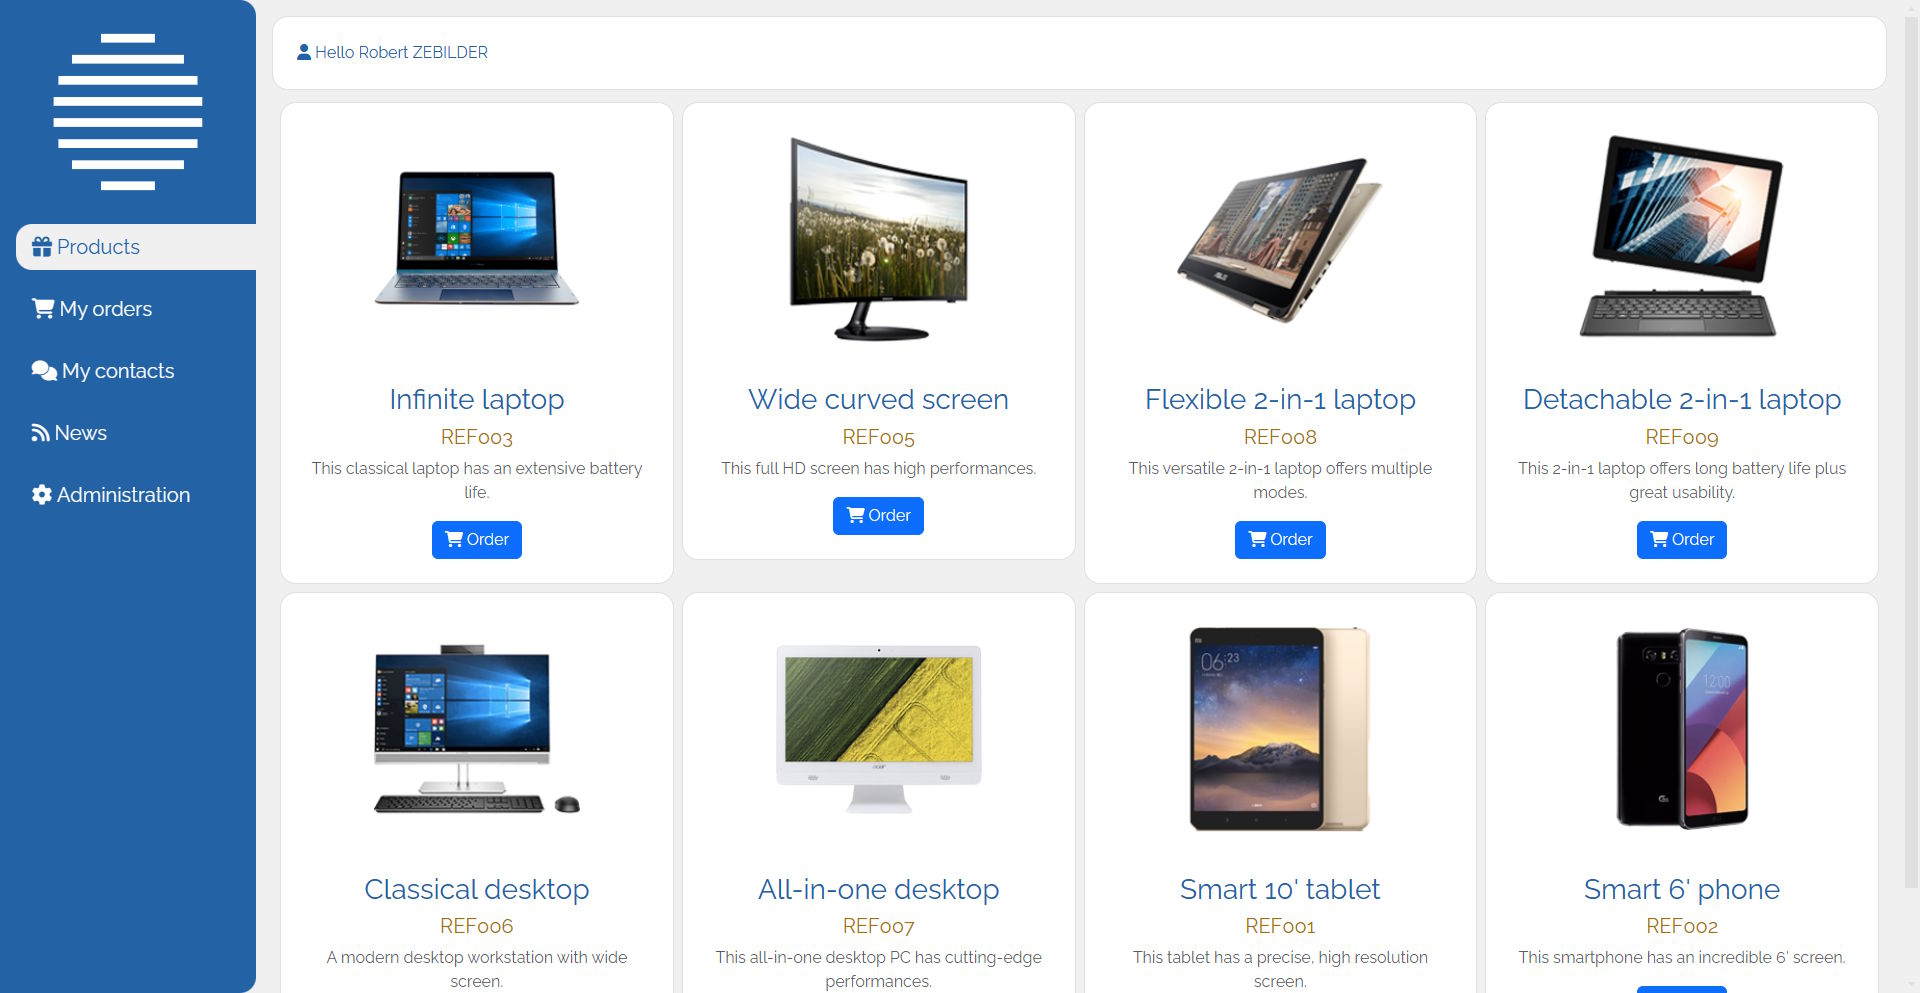 Hello Robert ZEBILDER
Products
My orders
My contacts
News
Administration
Infinite laptop
REF003
This classical laptop has an extensive battery
life.
Order
Wide curved screen
REF005
This full HD screen has high performances.
Order
Flexible 2-in-1 laptop
REF008
This versatile 2-in-1 laptop offers multiple
modes.
Order
Detachable 2-in-1 laptop
REF009
This 2-in-1 laptop offers long battery life plus
great usability.
Order
Classical desktop
REF006
A modern desktop workstation with wide
screen.
acer
All-in-one desktop
REF007
This all-in-one desktop PC has cutting-edge
performances.
06:23
Smart 10' tablet
REF001
This tablet has a precise, high resolution
screen.
12:00
Smart 6' phone
REF002
This smartphone has an incredible 6' screen.